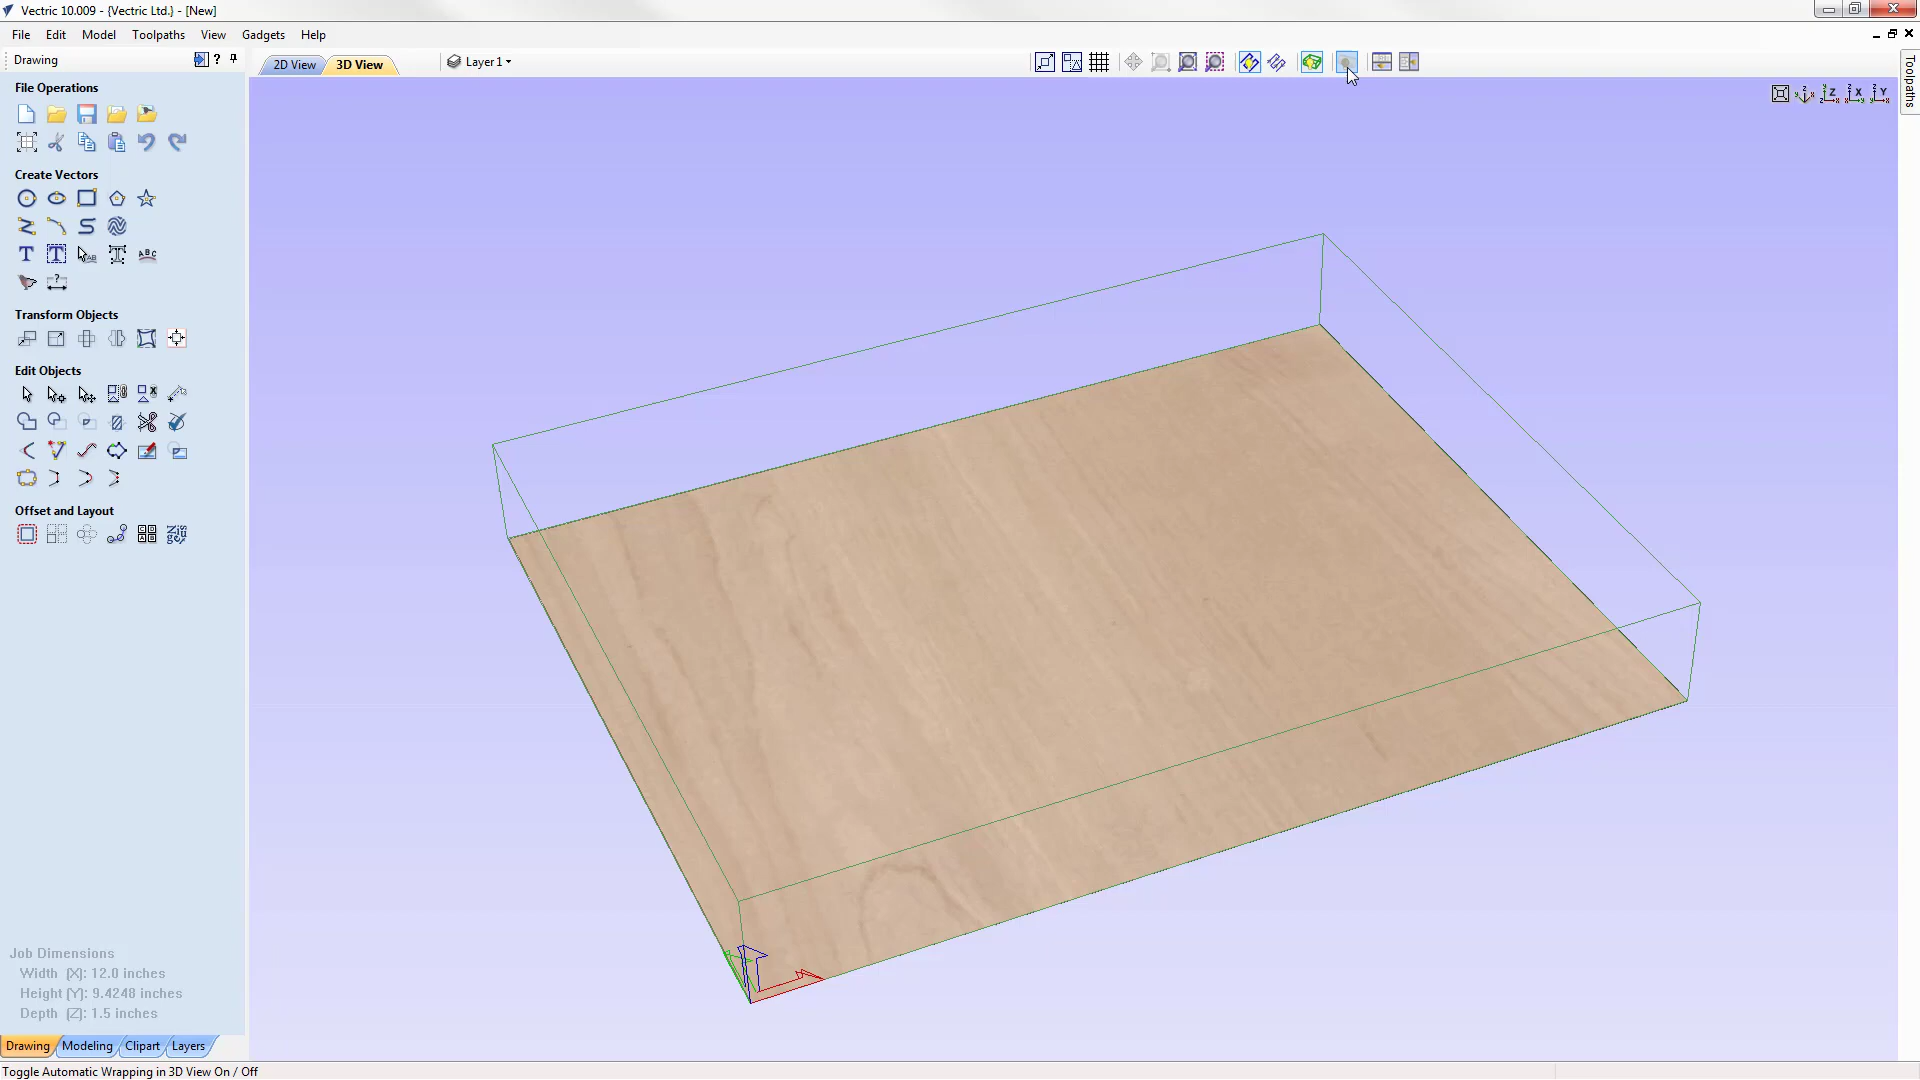 Vectric 10.009 - {Vectric Ltd.} - [New]
File Edit Model Toolpaths View Gadgets Help
Drawing ?
2D View 3D View Layer 1
Toolpaths
File Operations
Z X Y
Create Vectors
T T AB T ABC
?
Transform Objects
Edit Objects
Offset and Layout
Job Dimensions
Width (X): 12.0 inches
Height (Y): 9.4248 inches
Depth (Z): 1.5 inches
Drawing Modeling Clipart Layers
Toggle Automatic Wrapping in 3D View On / Off